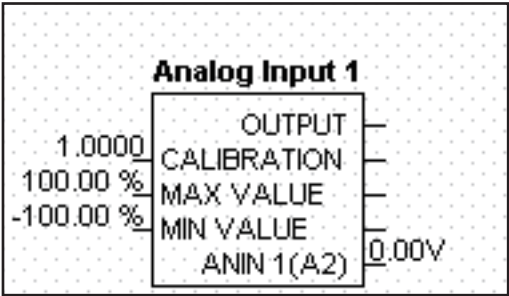 Analog Input 1
OUTPUT
1.0000 CALIBRATION
100.00 % MAX VALUE
-100.00 % MIN VALUE
ANIN 1(A2) 0.00V